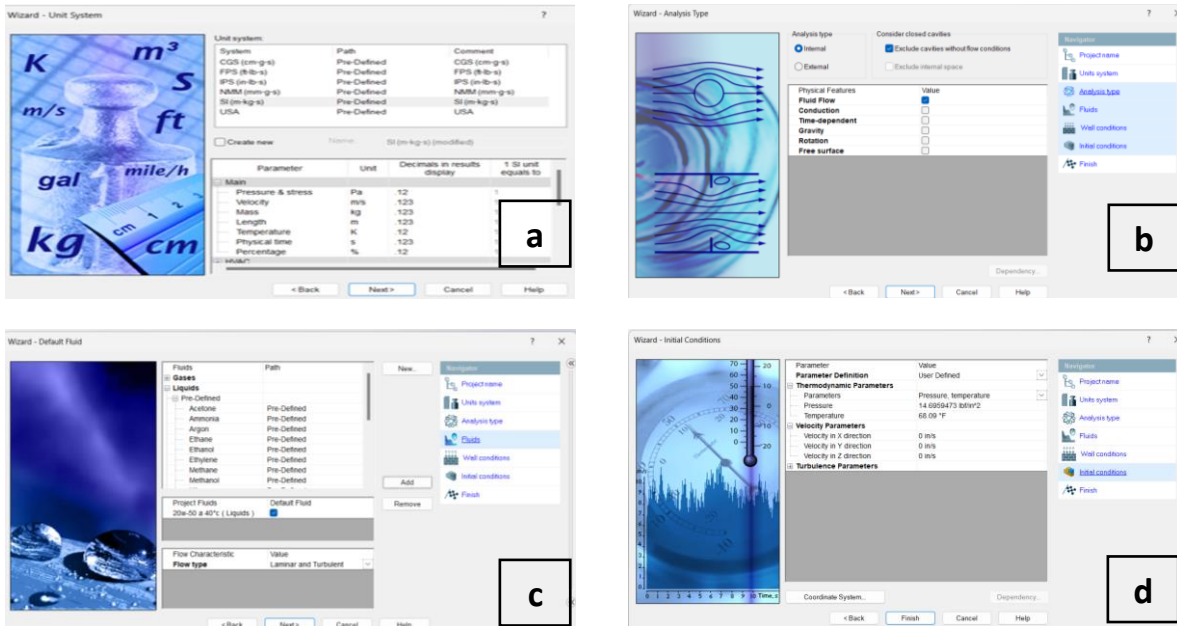 Wizard - Unit System ?
K m³ S
m/s ft
gal mile/h
kg cm 1 2 3 cm
Unit system:
System Path Comment
CGS (cm-g-s) Pre-Defined CGS (cm-g-s)
FPS (ft-lb-s) Pre-Defined FPS (ft-lb-s)
IPS (in-lb-s) Pre-Defined IPS (in-lb-s)
NMM (mm-g-s) Pre-Defined NMM (mm-g-s)
SI (m-kg-s) Pre-Defined SI (m-kg-s)
USA Pre-Defined USA
Create new Name: SI (m-kg-s) (modified)
Parameter Unit Decimals in results display 1 SI unit equals to
Main
Pressure & stress Pa .12 1
Velocity m/s .123
Mass kg .123
Length m .123
Temperature K .12
Physical time s .123
Percentage % .12
HVAC
< Back Next > Cancel Help
a
Wizard - Analysis Type ?
Analysis type Consider closed cavities
Internal Exclude cavities without flow conditions
External Exclude internal space
Physical Features Value
Fluid Flow
Conduction
Time-dependent
Gravity
Rotation
Free surface
Dependency...
< Back Next > Cancel Help
Navigator
Project name
Units system
Analysis type
Fluids
Wall conditions
Initial conditions
Finish
b
Wizard - Default Fluid ? X
Fluids Path
Gases
Liquids
Pre-Defined
Acetone Pre-Defined
Ammonia Pre-Defined
Argon Pre-Defined
Ethane Pre-Defined
Ethanol Pre-Defined
Ethylene Pre-Defined
Methane Pre-Defined
Methanol Pre-Defined
Project Fluids Default Fluid
20w-50 a 40°c ( Liquids )
Flow Characteristic Value
Flow type Laminar and Turbulent
New...
Add
Remove
< Back Next > Cancel Help
Navigator
Project name
Units system
Analysis type
Fluids
Wall conditions
Initial conditions
Finish
c
Wizard - Initial Conditions ?
Parameter Value
Parameter Definition User Defined
Thermodynamic Parameters
Parameters Pressure, temperature
Pressure 14.6959473 lbf/in^2
Temperature 68.09 °F
Velocity Parameters
Velocity in X direction 0 in/s
Velocity in Y direction 0 in/s
Velocity in Z direction 0 in/s
Turbulence Parameters
Coordinate System... Dependency...
< Back Finish Cancel Help
Navigator
Project name
Units system
Analysis type
Fluids
Wall conditions
Initial conditions
Finish
d